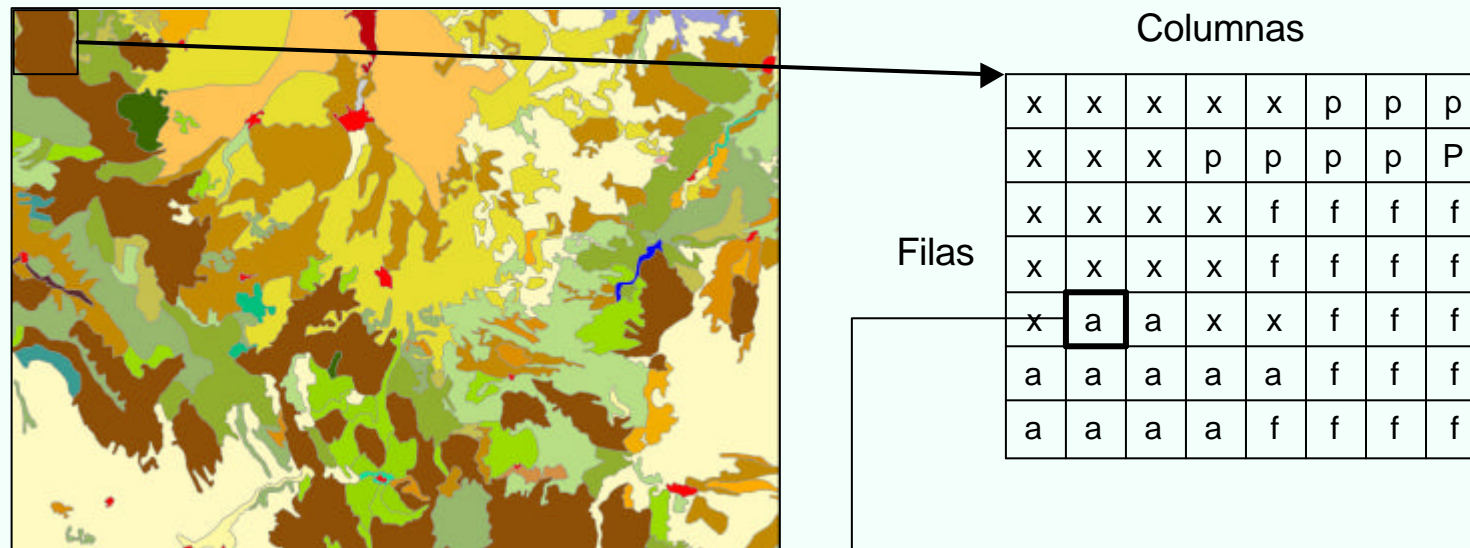 Columnas
Filas
x x x x x p p p
x x x p p p p P
x x x x f f f f
x x x x f f f f
x a a x x f f f
a a a a a f f f
a a a a f f f f